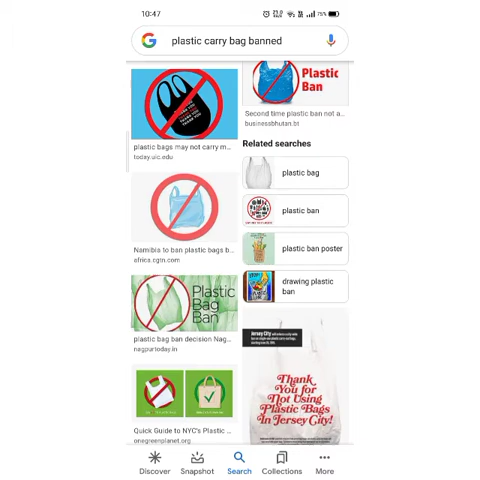 10:47
75%
plastic carry bag banned
plastic bags may not carry m...
today.uic.edu
Namibia to ban plastic bags b...
africa.cgtn.com
Plastic
Bag
Ban
plastic bag ban decision Nag...
nagpurtoday.in
Quick Guide to NYC's Plastic ...
onegreenplanet.org
Plastic
Ban
Second time plastic ban not a...
businessbhutan.bt
Related searches
plastic bag
plastic ban
plastic ban poster
drawing plastic
ban
Jersey City
Thank
You for
Not Using
Plastic Bags
In Jersey City!
Discover
Snapshot
Search
Collections
More